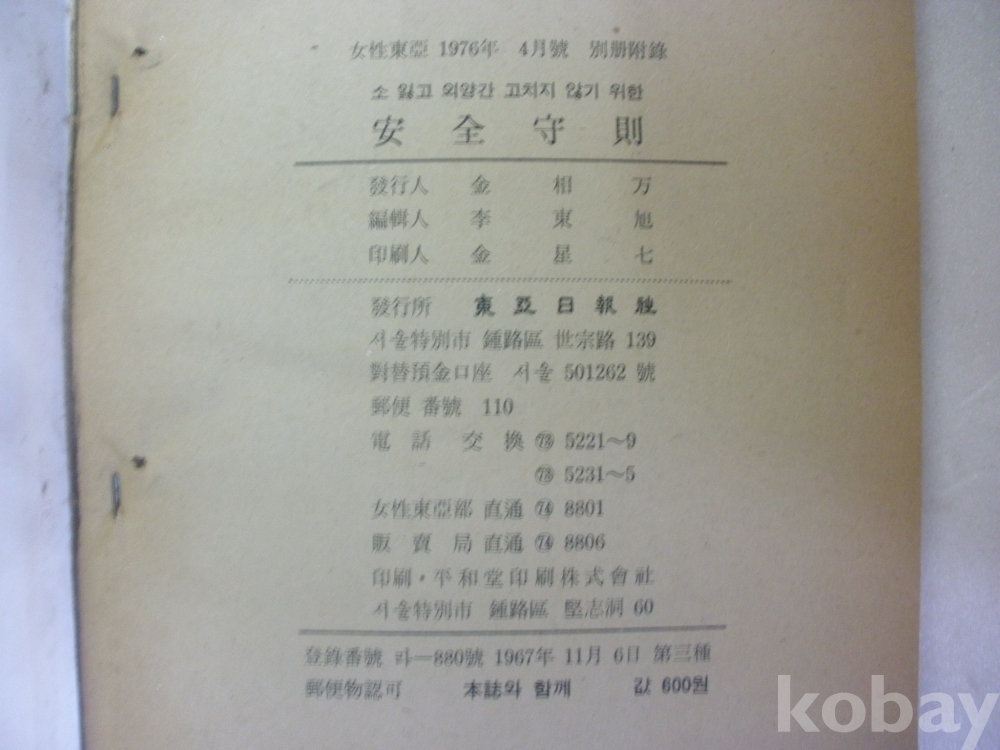 女性東亞 1976年 4月號 別册附錄
소 잃고 외양간 고치지 않기 위한
安全守則
發行人 金相万
編輯人 李東旭
印刷人 金星七
發行所 東亞日報社
서울特別市 鍾路區 世宗路 139
對替預金口座 서울 501262 號
郵便番號 110
電話 交換 ㉆ 5221～9
5231～5
女性東亞部 直通 ㉔ 8801
販賣局 直通 8806
印刷・平和堂印刷株式會社
서울特別市 鍾路區 堅志洞 60
登錄番號 라—880號 1967年 11月 6日 第三種
郵便物認可 本誌와 함께 값 600원
kobay